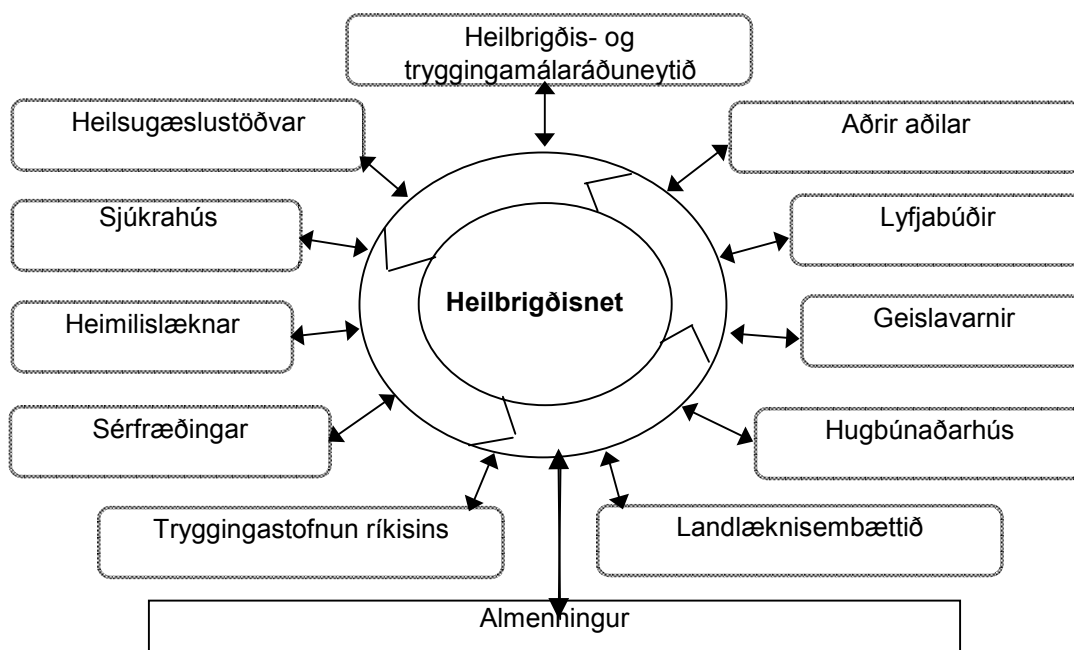 Heilbrigðis- og
tryggingamálaráðuneytið
Heilsugæslustöðvar
Aðrir aðilar
Sjúkrahús
Lyfjabúðir
Heilbrigðisnet
Heimilislæknar
Geislavarnir
Sérfræðingar
Hugbúnaðarhús
Tryggingastofnun ríkisins
Landlæknisembættið
Almenningur